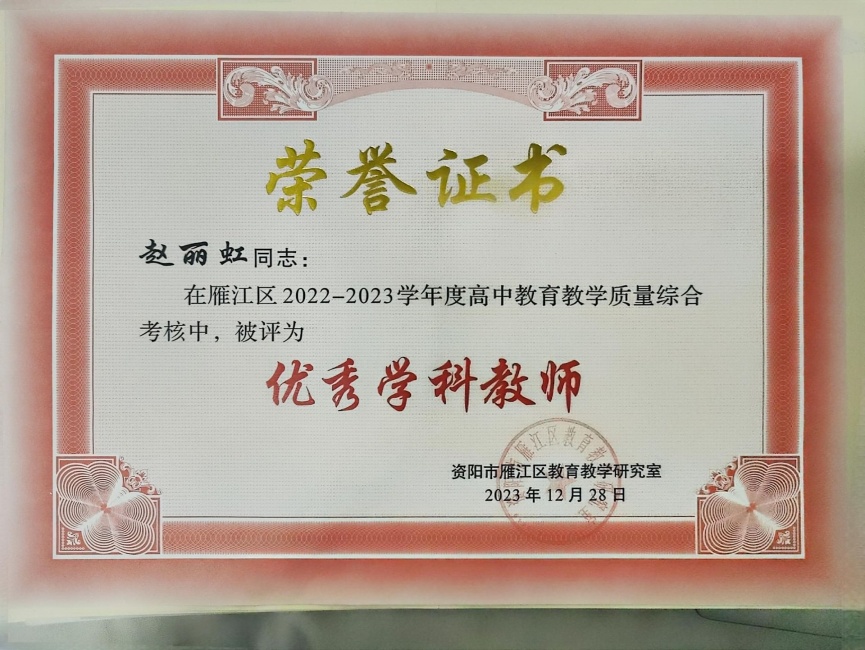 荣誉证书
赵丽虹同志：
在雁江区2022-2023学年度高中教育教学质量综合
考核中，被评为
优秀学科教师
资阳市雁江区教育教学研究室
2023年12月28日